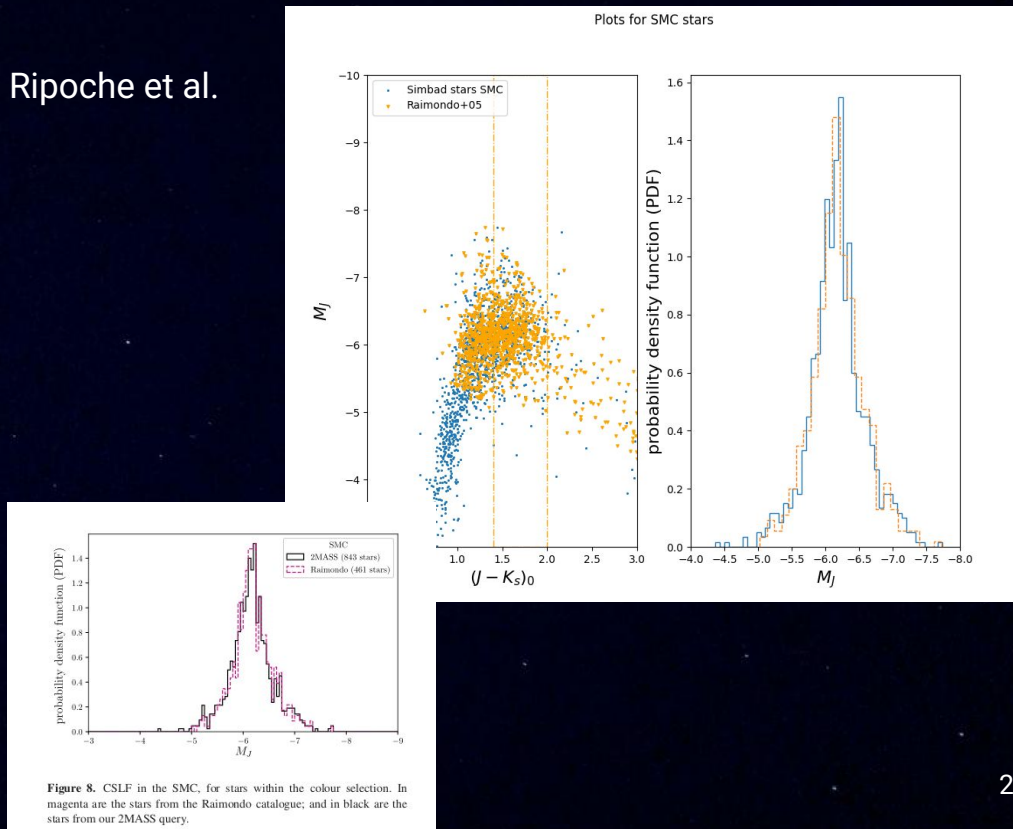 Ripoche et al.
Plots for SMC stars
Simbad stars SMC
Raimondo+05
−10
−9
−8
−7
−6
−5
−4
M_J
1.0 1.5 2.0 2.5 3.0
(J − K_s)_0
probability density function (PDF)
1.6
1.4
1.2
1.0
0.8
0.6
0.4
0.2
0.0
−4.0 −4.5 −5.0 −5.5 −6.0 −6.5 −7.0 −7.5 −8.0
M_J
probability density function (PDF)
SMC
2MASS (843 stars)
Raimondo (461 stars)
1.4
1.2
1.0
0.8
0.6
0.4
0.2
0.0
−3 −4 −5 −6 −7 −8 −9
M_J
Figure 8. CSLF in the SMC, for stars within the colour selection. In
magenta are the stars from the Raimondo catalogue; and in black are the
stars from our 2MASS query.
2